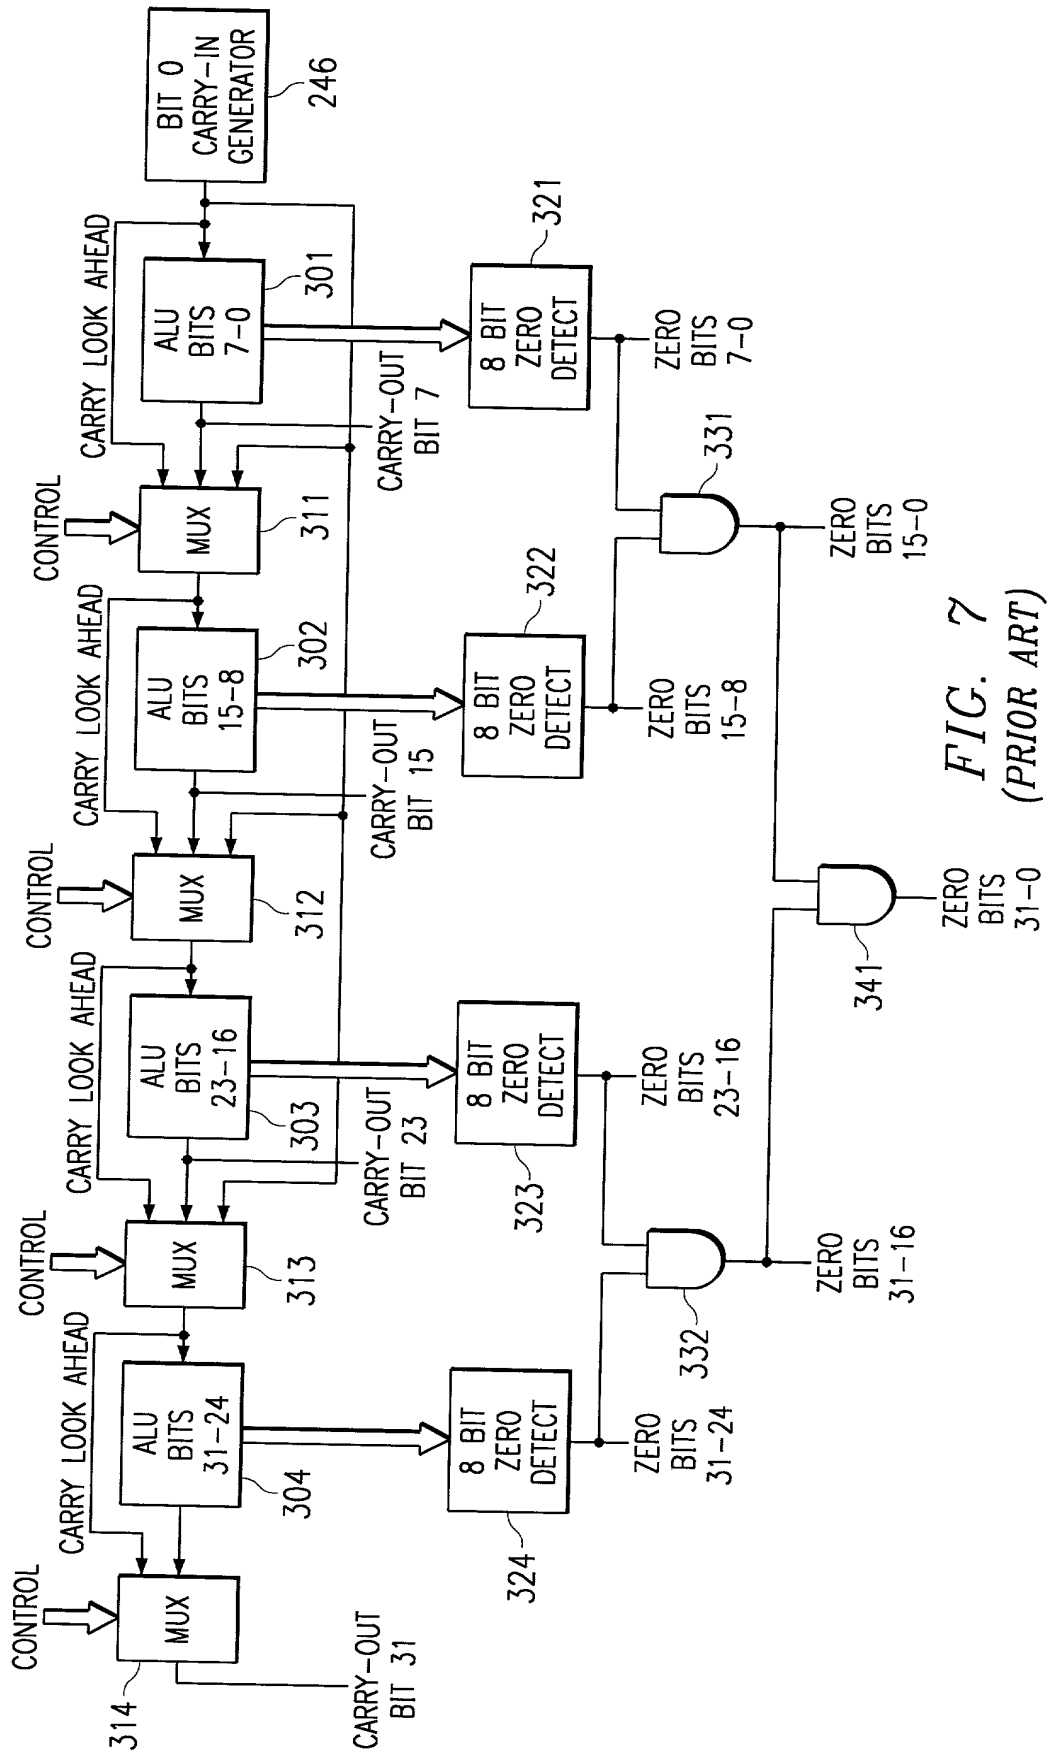 CONTROL
CARRY LOOK AHEAD
CONTROL
CARRY LOOK AHEAD
CONTROL
CARRY LOOK AHEAD
CONTROL
CARRY LOOK AHEAD
314
MUX
ALU
BITS
31-24
304
MUX
313
ALU
BITS
23-16
303
MUX
312
ALU
BITS
15-8
302
MUX
311
ALU
BITS
7-0
301
BIT 0
CARRY-IN
GENERATOR
246
CARRY-OUT
BIT 31
CARRY-OUT
BIT 23
CARRY-OUT
BIT 15
CARRY-OUT
BIT 7
324
8 BIT
ZERO
DETECT
323
8 BIT
ZERO
DETECT
322
8 BIT
ZERO
DETECT
321
8 BIT
ZERO
DETECT
ZERO
BITS
31-24
332
ZERO
BITS
23-16
ZERO
BITS
15-8
331
ZERO
BITS
7-0
ZERO
BITS
31-16
341
ZERO
BITS
15-0
ZERO
BITS
31-0
FIG. 7
(PRIOR ART)